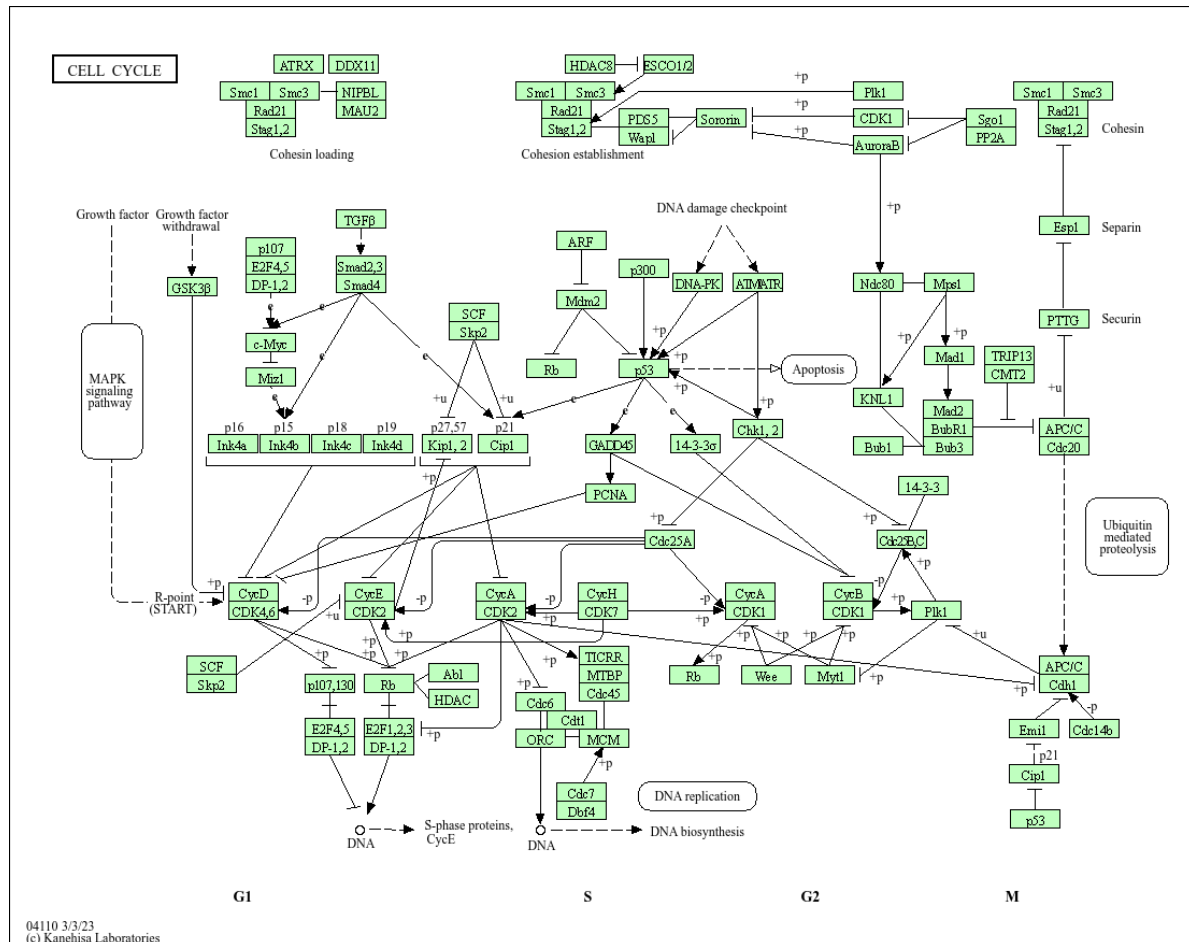 CELL CYCLE
ATRX DDX11
Smc1 Smc3 NIPBL
Rad21 MAU2
Stag1,2
Cohesin loading
HDAC8 ESCO1/2
Smc1 Smc3
Rad21
Stag1,2
PDS5
Wapl
Sororin
Cohesion establishment
+p
Plk1
+p
CDK1
+p
AuroraB
Sgo1
PP2A
Smc1 Smc3
Rad21
Stag1,2
Cohesin
+p
Esp1 Separin
PTTG Securin
+u
Growth factor
Growth factor
withdrawal
GSK3β
MAPK
signaling
pathway
R-point
(START)
p107
E2F4,5
DP-1,2
TGFβ
Smad2,3
Smad4
e
e
e
c-Myc
Miz1
e
SCF
Skp2
+u
+u
ARF
Mdm2
Rb
p300
DNA damage checkpoint
DNA-PK
ATMATR
+p
+p
p53
+p
+p
Apoptosis
e
e
e
Chk1, 2
Ndc80 Mps1
+p
+p
Mad1
KNL1
TRIP13
CMT2
Mad2
BubR1
Bub3
Bub1
APC/C
Cdc20
p16 p15 p18 p19 p27,57 p21
Ink4a Ink4b Ink4c Ink4d Kip1, 2 Cip1
+p
GADD45
14-3-3σ
PCNA
+p
Cdc25A
+p
14-3-3
Cdc25B,C
Ubiquitin
mediated
proteolysis
+p
CycD
CDK4,6
-p
CycE
CDK2
-p
CycA
CDK2
-p
+p
CycH
CDK7
-p
+p
CycA
CDK1
CycB
CDK1
-p
+p
+p
Plk1
+u
+u
SCF
Skp2
+p
+p
+p
+p
p107,130
Rb
Abl
HDAC
E2F4,5
DP-1,2
E2F1,2,3
DP-1,2
+p
+p
+p
TICRR
MTBP
Cdc45
Cdc6
Cdt1
ORC
MCM
+p
Cdc7
Dbf4
+p
+p
+p
+p
Rb
Wee
Myt1
+p
+p
APC/C
Cdh1
-p
Emi1
Cdc14b
p21
Cip1
p53
DNA
S-phase proteins,
CycE
DNA
DNA biosynthesis
DNA replication
G1 S G2 M
04110 3/3/23
(c) Kanehisa Laboratories